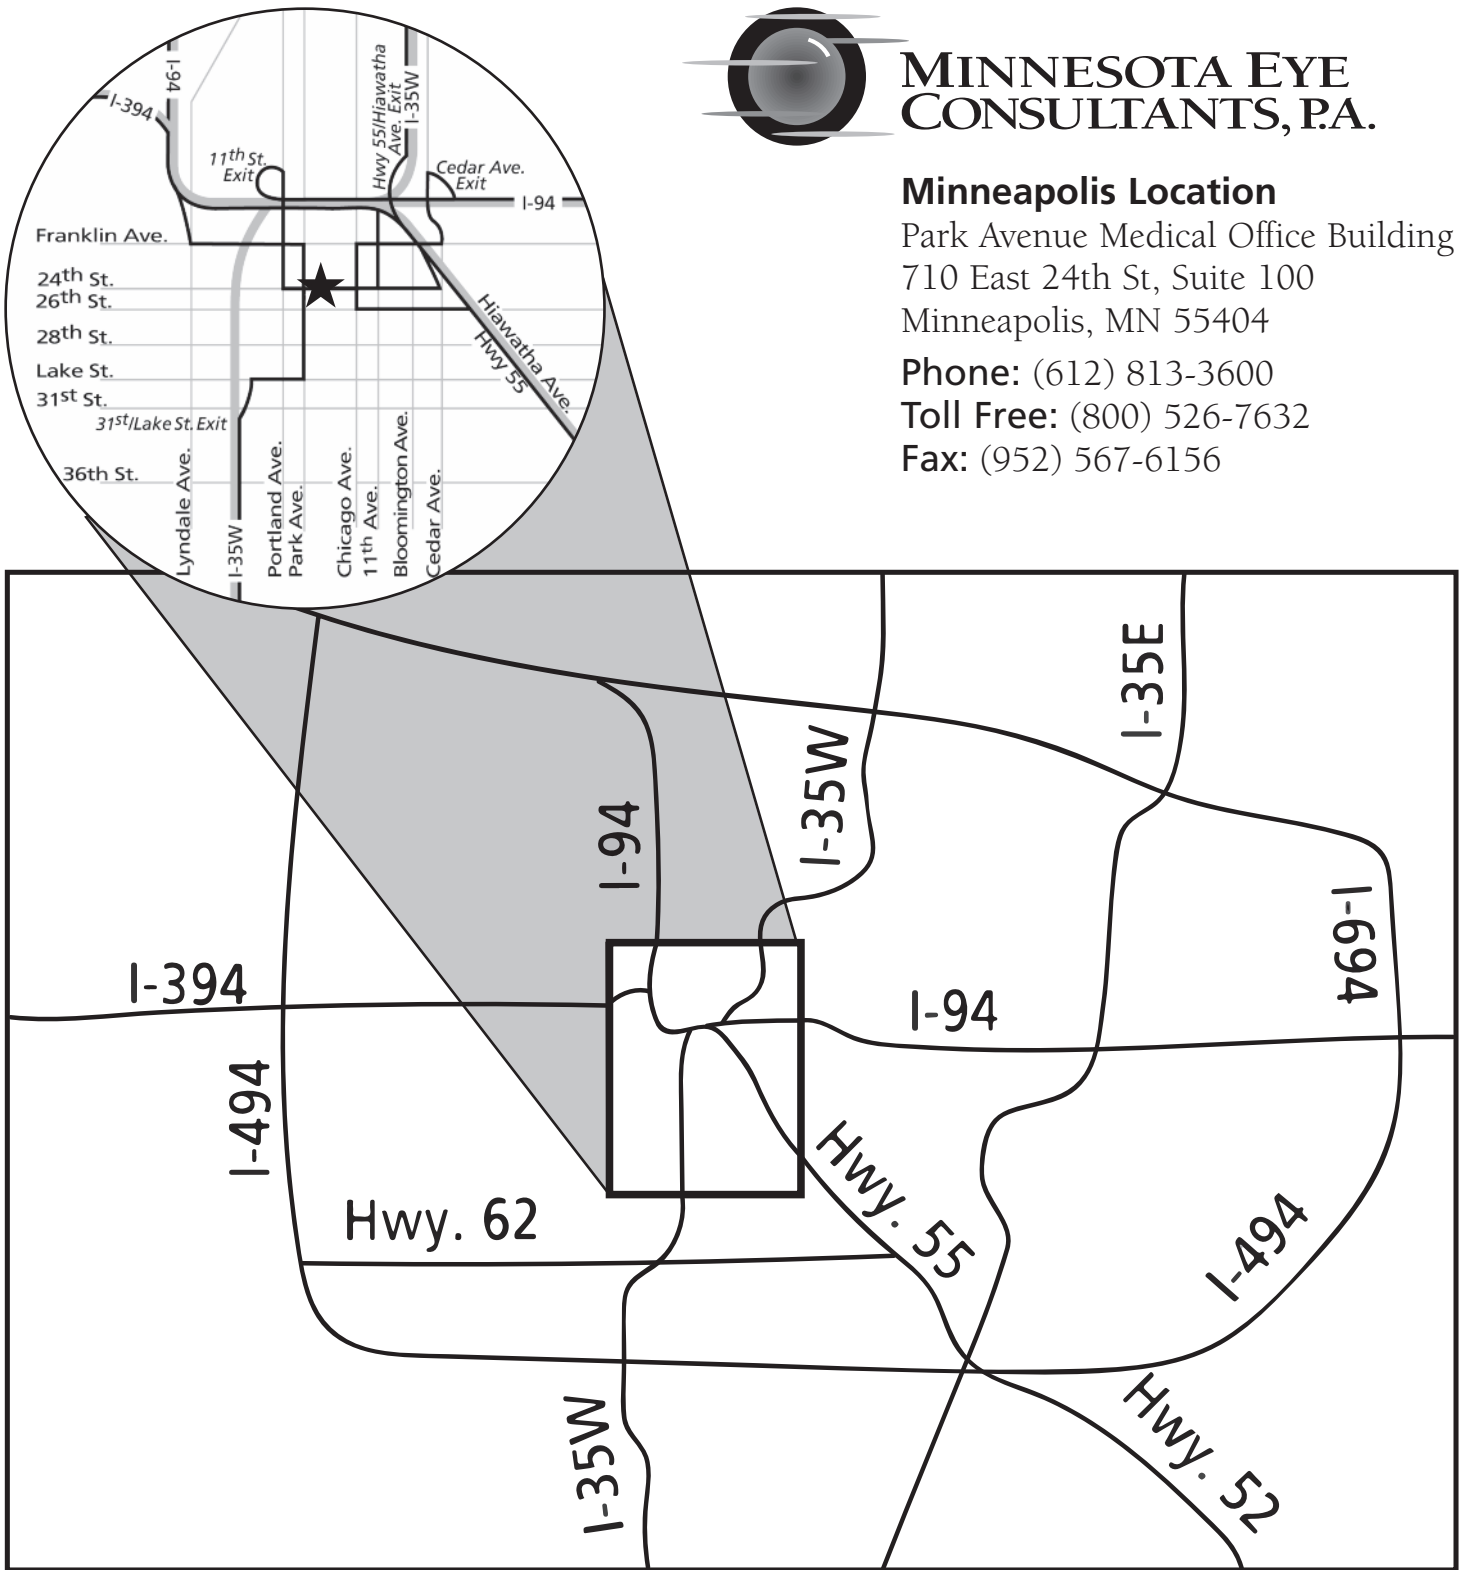 MINNESOTA EYE
CONSULTANTS, P.A.
Minneapolis Location
Park Avenue Medical Office Building
710 East 24th St, Suite 100
Minneapolis, MN 55404
Phone: (612) 813-3600
Toll Free: (800) 526-7632
Fax: (952) 567-6156
I-94
I-394
11th St.
Exit
Hwy 55/Hiawatha
Ave. Exit
I-35W
Cedar Ave.
Exit
I-94
Franklin Ave.
24th St.
26th St.
28th St.
Lake St.
31st St.
31st/Lake St. Exit
36th St.
Hiawatha Ave.
Hwy 55
Lyndale Ave.
I-35W
Portland Ave.
Park Ave.
Chicago Ave.
11th Ave.
Bloomington Ave.
Cedar Ave.
I-35E
I-35W
I-94
I-694
I-394
I-94
I-494
Hwy. 62
Hwy. 55
I-494
I-35W
Hwy. 52